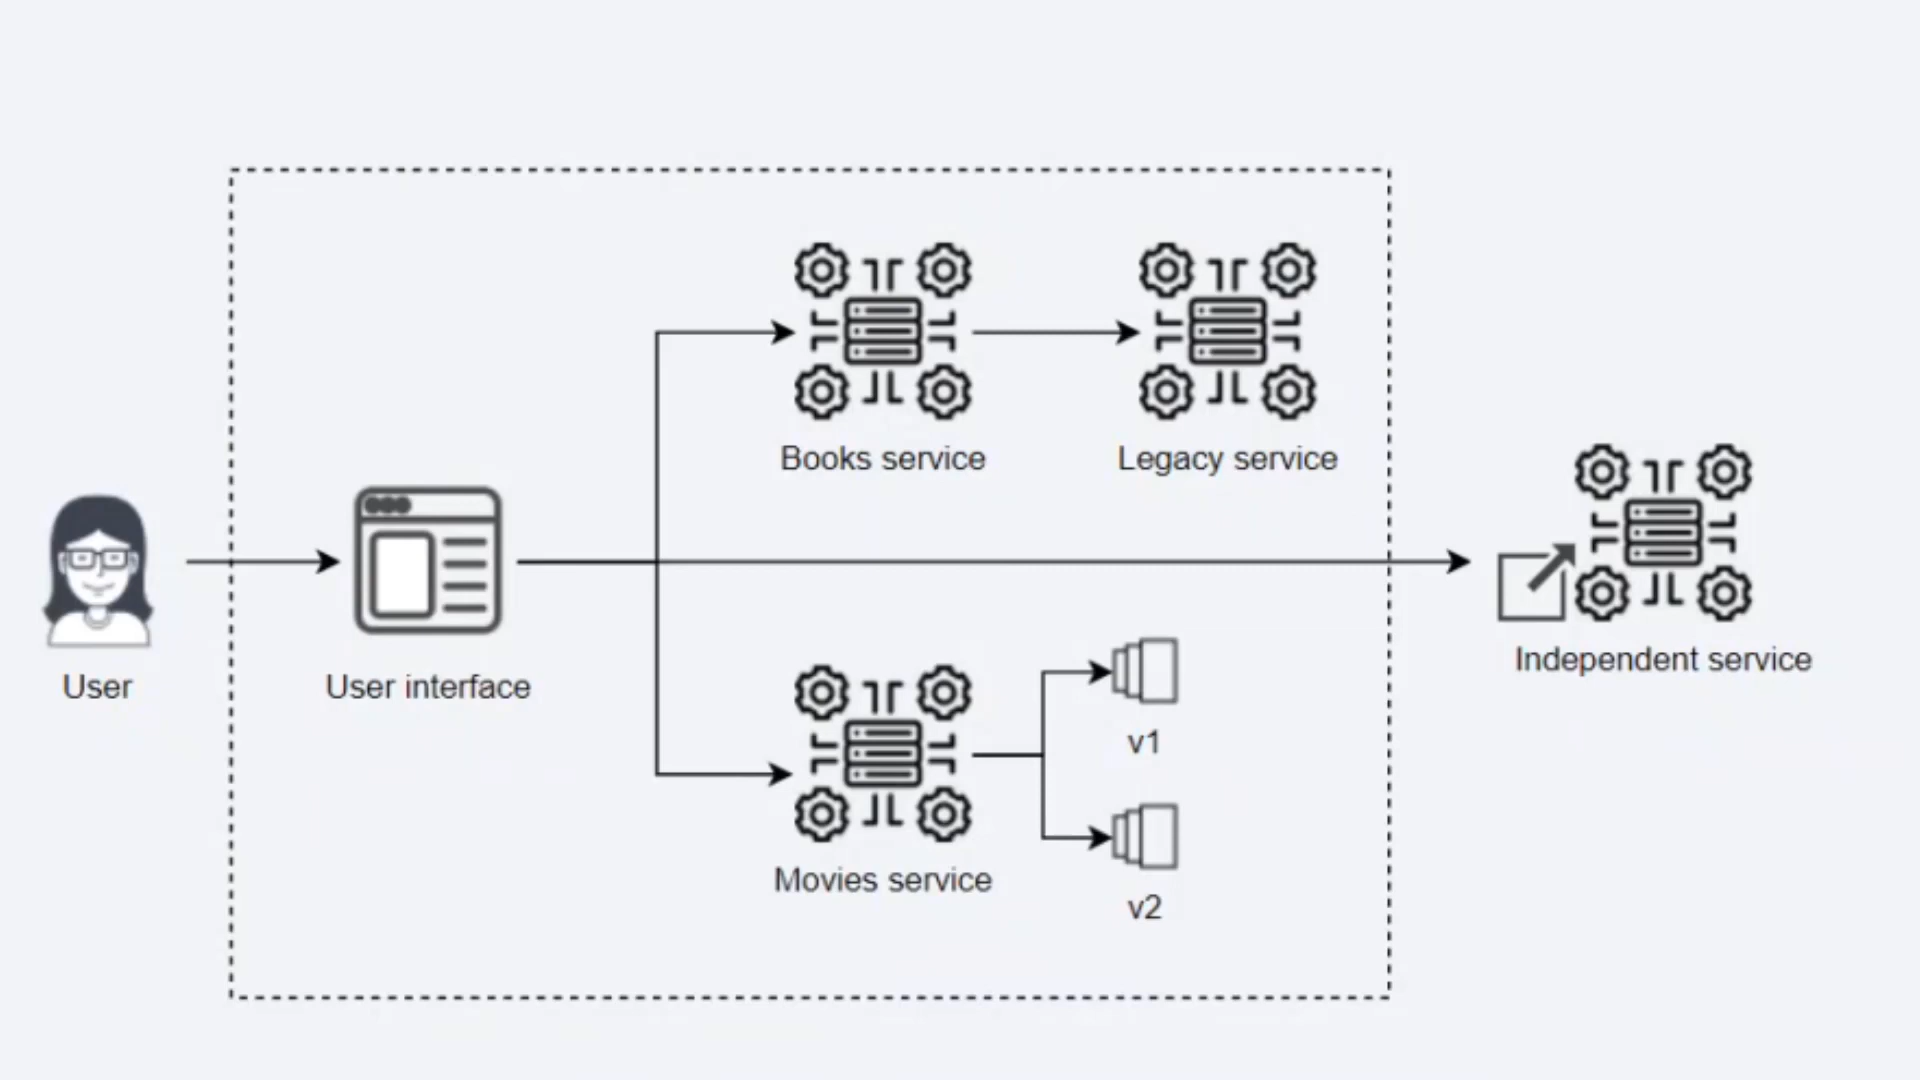 Books service
Legacy service
User
User interface
Independent service
v1
Movies service
v2